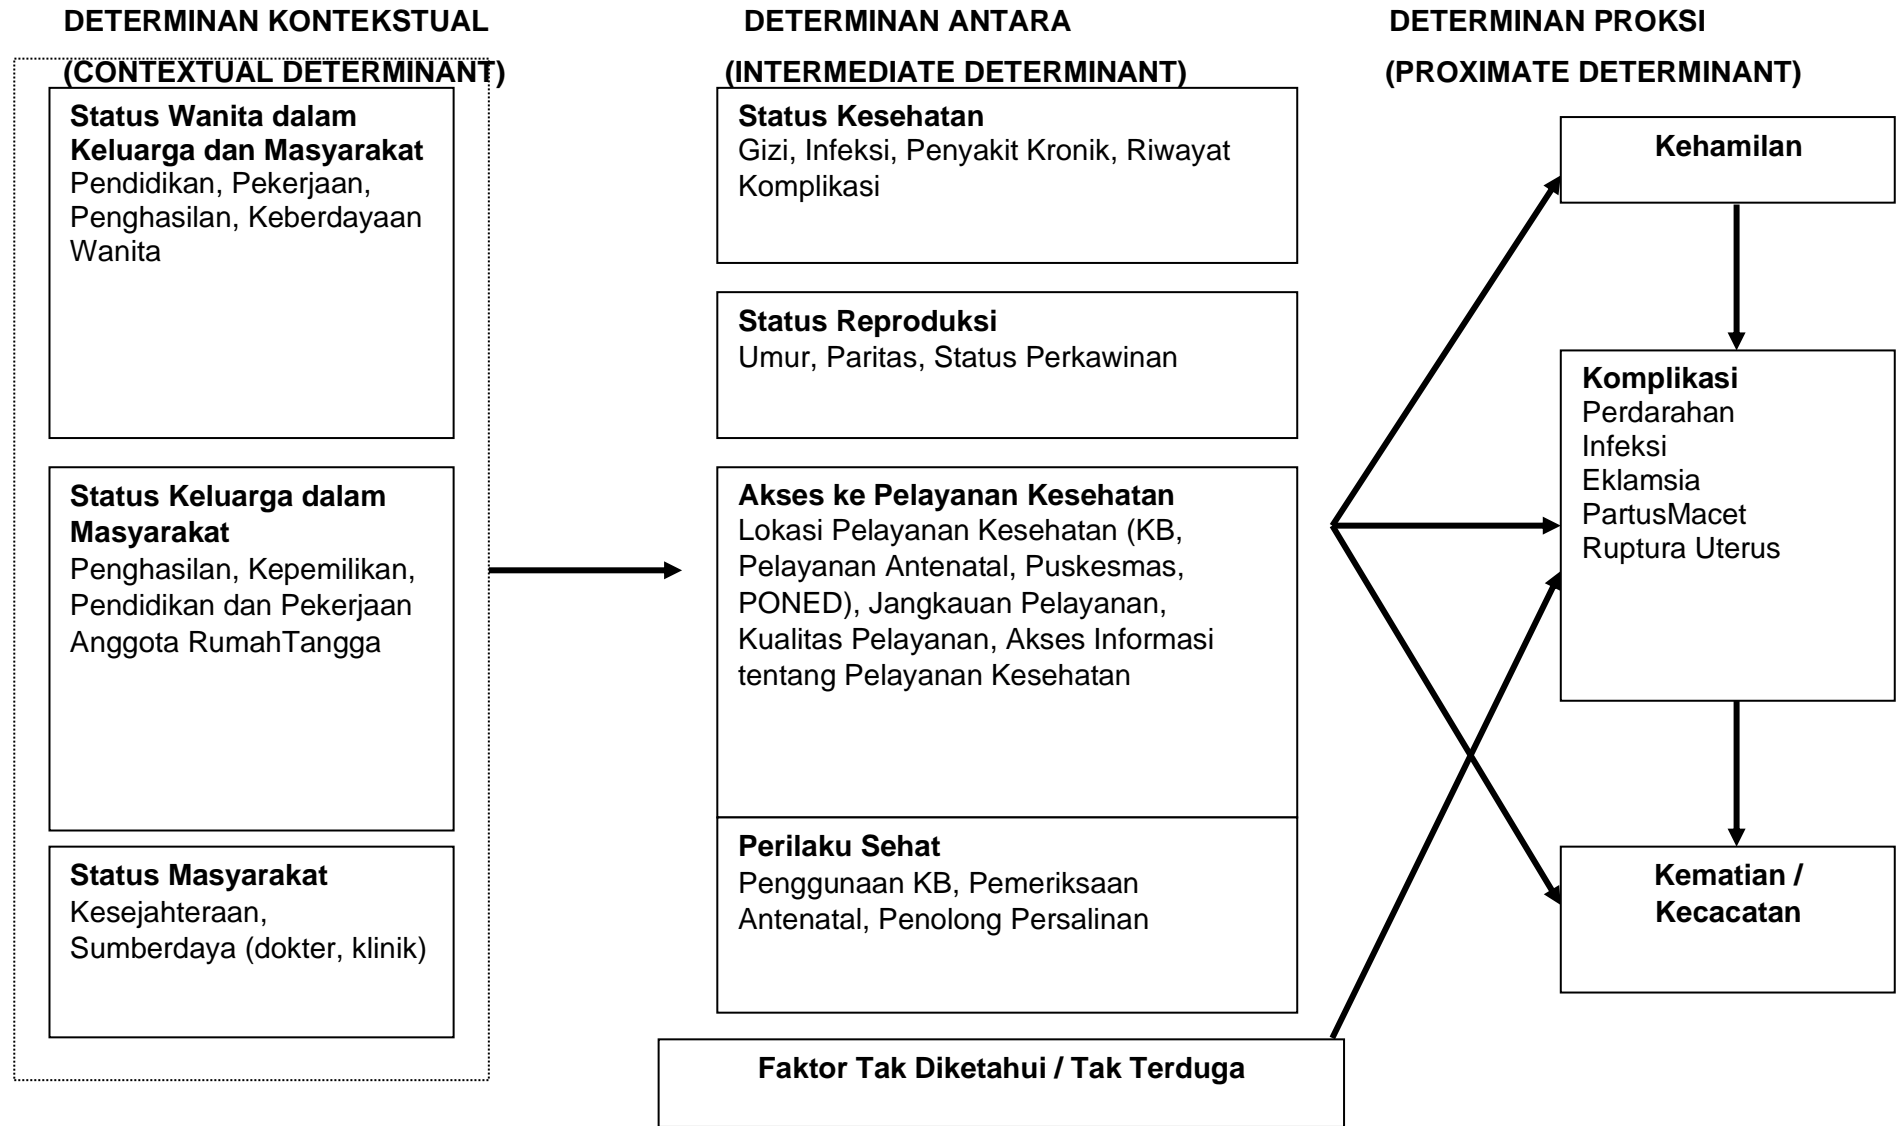 DETERMINAN KONTEKSTUAL
(CONTEXTUAL DETERMINANT)
Status Wanita dalam
Keluarga dan Masyarakat
Pendidikan, Pekerjaan,
Penghasilan, Keberdayaan
Wanita
Status Keluarga dalam
Masyarakat
Penghasilan, Kepemilikan,
Pendidikan dan Pekerjaan
Anggota RumahTangga
Status Masyarakat
Kesejahteraan,
Sumberdaya (dokter, klinik)
DETERMINAN ANTARA
(INTERMEDIATE DETERMINANT)
Status Kesehatan
Gizi, Infeksi, Penyakit Kronik, Riwayat
Komplikasi
Status Reproduksi
Umur, Paritas, Status Perkawinan
Akses ke Pelayanan Kesehatan
Lokasi Pelayanan Kesehatan (KB,
Pelayanan Antenatal, Puskesmas,
PONED), Jangkauan Pelayanan,
Kualitas Pelayanan, Akses Informasi
tentang Pelayanan Kesehatan
Perilaku Sehat
Penggunaan KB, Pemeriksaan
Antenatal, Penolong Persalinan
Faktor Tak Diketahui / Tak Terduga
DETERMINAN PROKSI
(PROXIMATE DETERMINANT)
Kehamilan
Komplikasi
Perdarahan
Infeksi
Eklamsia
PartusMacet
Ruptura Uterus
Kematian /
Kecacatan